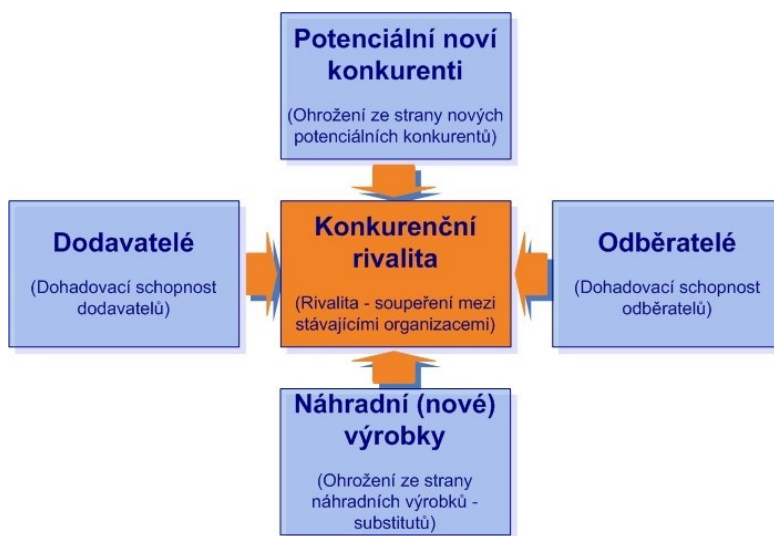 Potenciální noví
konkurenti
(Ohrožení ze strany nových
potenciálních konkurentů)
Dodavatelé
(Dohadovací schopnost
dodavatelů)
Konkurenční
rivalita
(Rivalita - soupeření mezi
stávajícími organizacemi)
Odběratelé
(Dohadovací schopnost
odběratelů)
Náhradní (nové)
výrobky
(Ohrožení ze strany
náhradních výrobků -
substitutů)